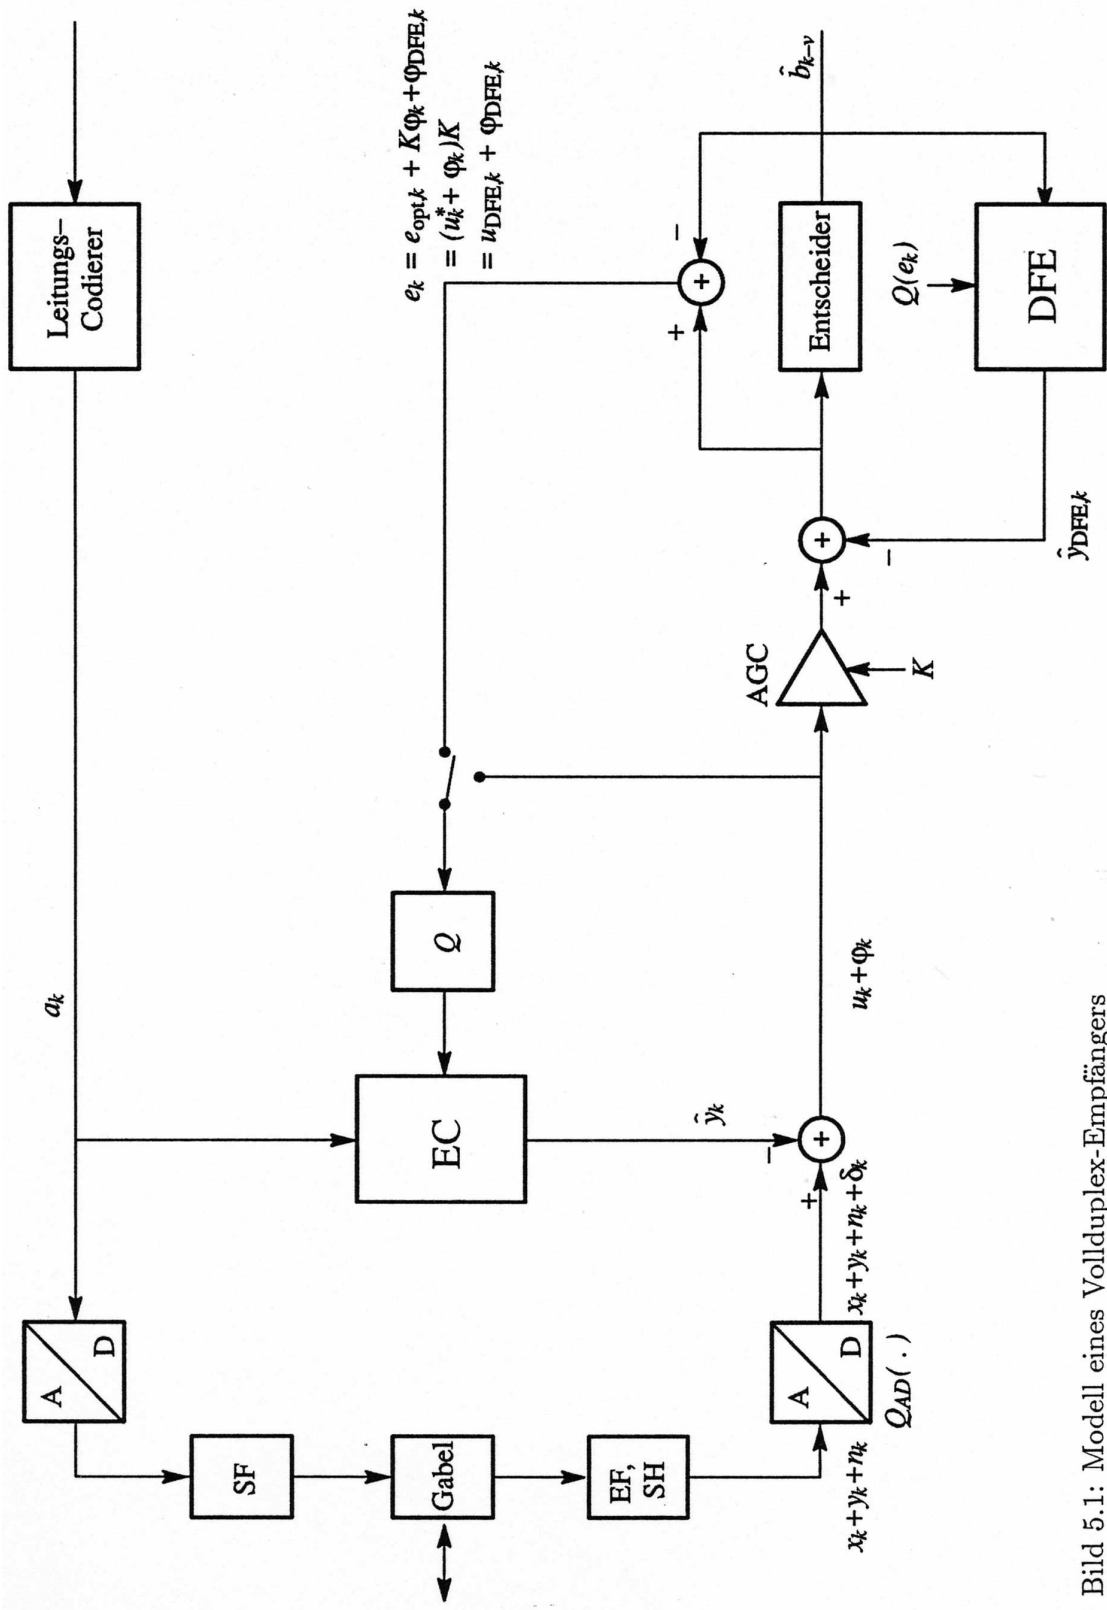 Leitungs–
Codierer
a_k
A
D
SF
Gabel
EF,
SH
x_k+y_k+n_k
A
D
Q_AD( . )
x_k+y_k+n_k+δ_k
+
−
+
ŷ_k
EC
Q
u_k+φ_k
AGC
K
+
+
−
ŷ_DFE,k
e_k = e_opt,k + Kφ_k+φ_DFE,k
= (u_k^*+ φ_k)K
= u_DFE,k + φ_DFE,k
+
+
−
Entscheider
b̂_k−ν
Q(e_k)
DFE
Bild 5.1: Modell eines Vollduplex-Empfängers